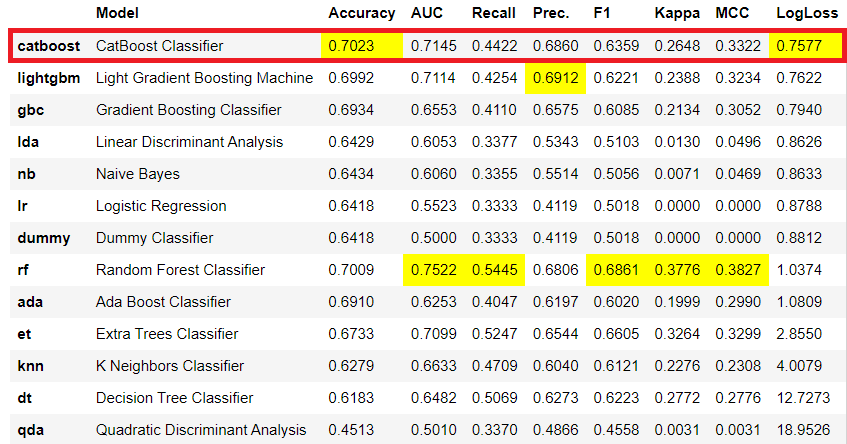 Model Accuracy AUC Recall Prec. F1 Kappa MCC LogLoss
catboost CatBoost Classifier 0.7023 0.7145 0.4422 0.6860 0.6359 0.2648 0.3322 0.7577
lightgbm Light Gradient Boosting Machine 0.6992 0.7114 0.4254 0.6912 0.6221 0.2388 0.3234 0.7622
gbc Gradient Boosting Classifier 0.6934 0.6553 0.4110 0.6575 0.6085 0.2134 0.3052 0.7940
lda Linear Discriminant Analysis 0.6429 0.6053 0.3377 0.5343 0.5103 0.0130 0.0496 0.8626
nb Naive Bayes 0.6434 0.6060 0.3355 0.5514 0.5056 0.0071 0.0469 0.8633
lr Logistic Regression 0.6418 0.5523 0.3333 0.4119 0.5018 0.0000 0.0000 0.8788
dummy Dummy Classifier 0.6418 0.5000 0.3333 0.4119 0.5018 0.0000 0.0000 0.8812
rf Random Forest Classifier 0.7009 0.7522 0.5445 0.6806 0.6861 0.3776 0.3827 1.0374
ada Ada Boost Classifier 0.6910 0.6253 0.4047 0.6197 0.6020 0.1999 0.2990 1.0809
et Extra Trees Classifier 0.6733 0.7099 0.5247 0.6544 0.6605 0.3264 0.3299 2.8550
knn K Neighbors Classifier 0.6279 0.6633 0.4709 0.6040 0.6121 0.2276 0.2308 4.0079
dt Decision Tree Classifier 0.6183 0.6482 0.5069 0.6273 0.6223 0.2772 0.2776 12.7273
qda Quadratic Discriminant Analysis 0.4513 0.5010 0.3370 0.4866 0.4558 0.0031 0.0031 18.9526